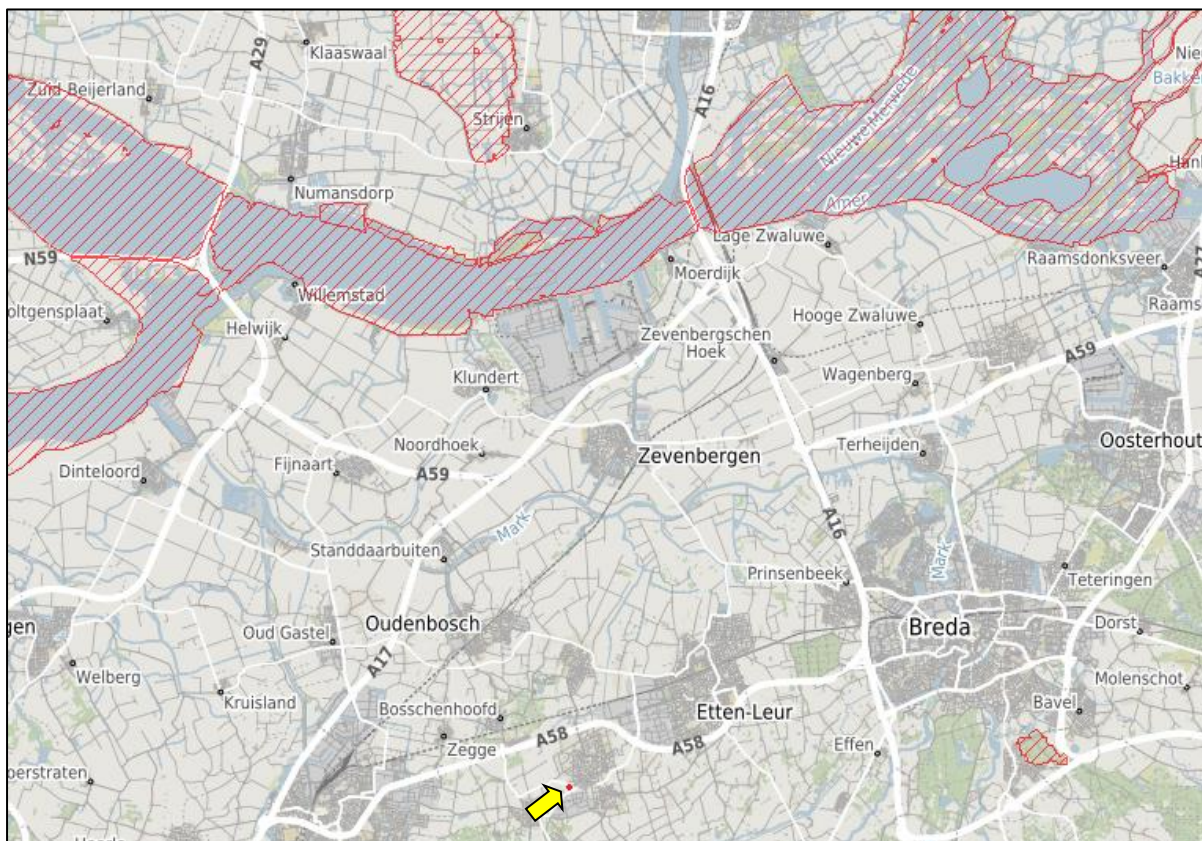 Klaaswaal
A29
Zuid Beijerland
Strijen
A16
Nieuwe Merwede
Numansdorp
Amer
Lage Zwaluwe
N59
Moerdijk
Raamsdonksveer
A27
Willemstad
oltgensplaat
Helwijk
Zevenbergschen
Hoek
Hooge Zwaluwe
Raams
Klundert
Wagenberg
A59
Noordhoek
Zevenbergen
Terheijden
Oosterhout
Fijnaart
A59
Dinteloord
Mark
A16
Standdaarbuiten
Mark
Prinsenbeek
Teteringen
Oudenbosch
Breda
Dorst
gen
Oud Gastel
Welberg
A17
Molenschot
Kruisland
Bosschenhoofd
Etten-Leur
Bavel
Zegge
A58
A58
Effen
perstraten